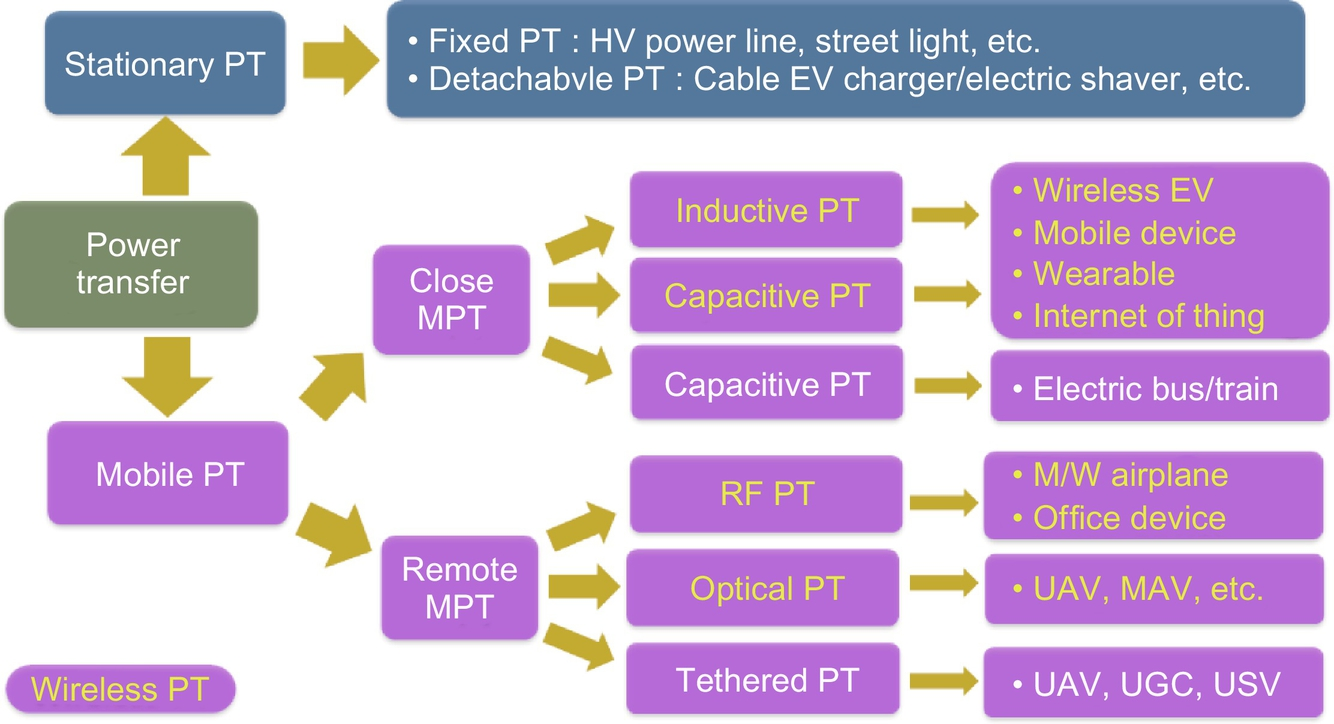 Stationary PT
• Fixed PT : HV power line, street light, etc.
• Detachabvle PT : Cable EV charger/electric shaver, etc.
Power
transfer
Mobile PT
Close
MPT
Inductive PT
• Wireless EV
• Mobile device
• Wearable
• Internet of thing
Capacitive PT
Capacitive PT
• Electric bus/train
Remote
MPT
RF PT
• M/W airplane
• Office device
Optical PT
• UAV, MAV, etc.
Tethered PT
• UAV, UGC, USV
Wireless PT